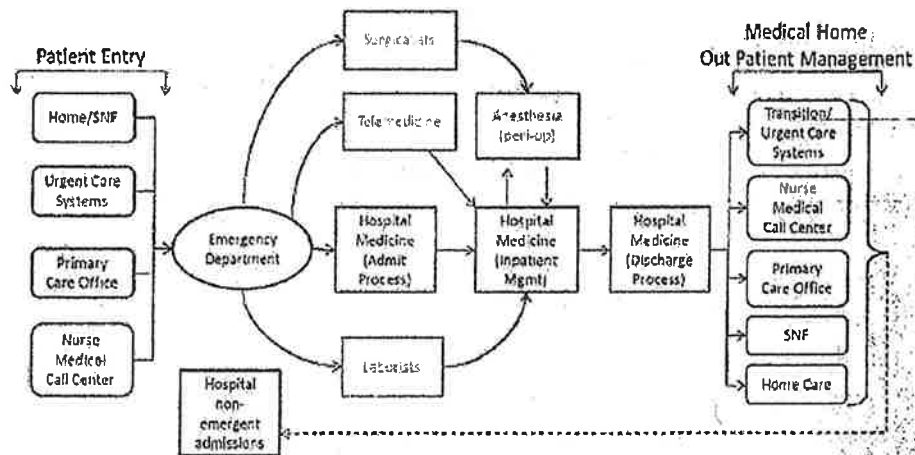 Patient Entry
Home/SNF
Urgent Care
Systems
Primary
Care Office
Nurse
Medical
Call Center
Emergency
Department
Surgicalists
Telemedicine
Hospital
Medicine
(Admit
Process)
Laborists
Hospital
non-
emergent
admissions
Anesthesia
(peri-op)
Hospital
Medicine
(Inpatient
Mgmt)
Hospital
Medicine
(Discharge
Process)
Medical Home
Out Patient Management
Transition/
Urgent Care
Systems
Nurse
Medical
Call Center
Primary
Care Office
SNF
Home Care